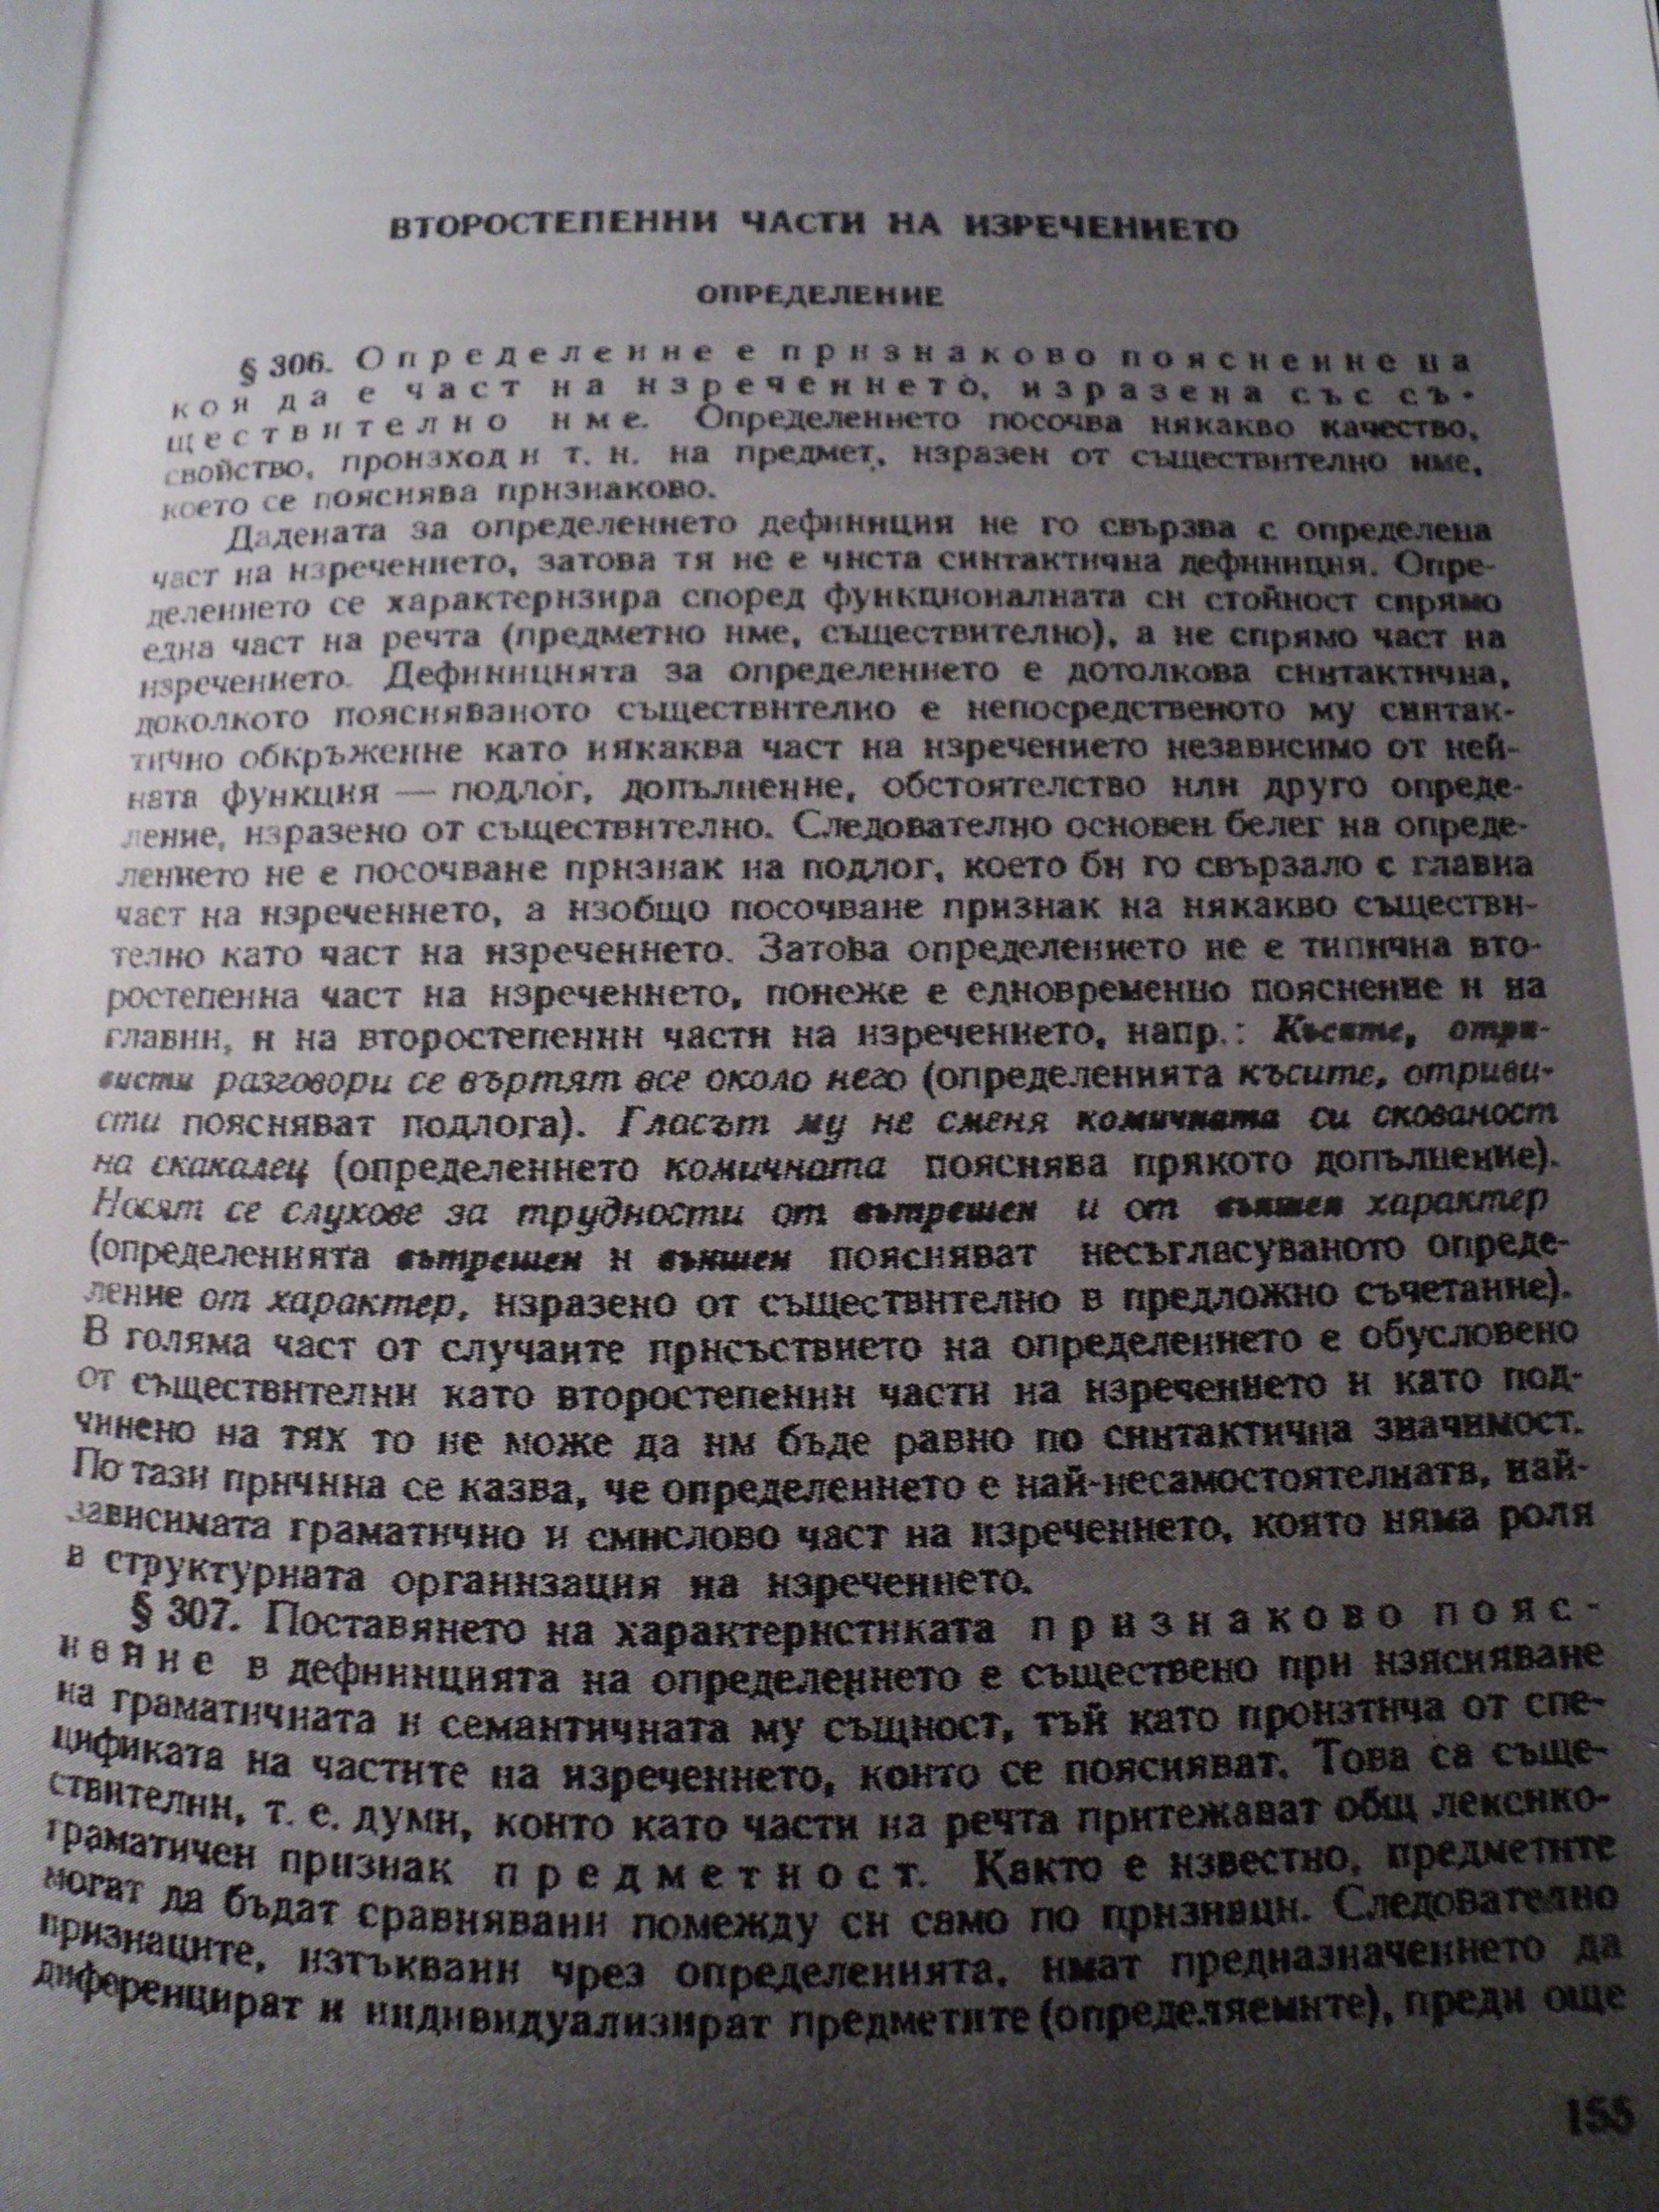 ВТОРОСТЕПЕННИ ЧАСТИ НА ИЗРЕЧЕНИЕТО
ОПРЕДЕЛЕНИЕ
§ 306. Определение е признаково пояснение на
коя да е част на изречението, изразена със съ-
ществително име. Определението посочва някакво качество,
свойство, произход и т. н. на предмет, изразен от съществително име,
което се пояснява признаково.
Дадената за определението дефиниция не го свързва с определена
част на изречението, затова тя не е чиста синтактична дефиниция. Опре-
делението се характеризира според функционалната си стойност спрямо
една част на речта (предметно име, съществително), а не спрямо част на
изречението. Дефиницията за определението е дотолкова синтактична,
доколкото поясняваното съществително е непосредственото му синтак-
тично обкръжение като някаква част на изречението независимо от ней-
ната функция — подлог, допълнение, обстоятелство или друго опреде-
ление, изразено от съществително. Следователно основен белег на опреде-
лението не е посочване признак на подлог, което би го свързало с главна
част на изречението, а изобщо посочване признак на някакво съществи-
телно като част на изречението. Затова определението не е типична вто-
ростепенна част на изречението, понеже е едновременно пояснение и на
главни, и на второстепенни части на изречението, напр.: Късите, отри-
висти разговори се въртят все около него (определенията късите, отриви-
сти поясняват подлога). Гласът му не сменя комичната си скованост
на скакалец (определението комичната пояснява прякото допълнение).
Носят се слухове за трудности от вътрешен и от външен характер
(определенията вътрешен и външен поясняват несъгласуваното опреде-
ление от характер, изразено от съществително в предложно съчетание).
В голяма част от случаите присъствието на определението е обусловено
от съществителни като второстепенни части на изречението и като под-
чинено на тях то не може да им бъде равно по синтактична значимост.
По тази причина се казва, че определението е най-несамостоятелната, най-
зависимата граматично и смислово част на изречението, която няма роля
в структурната организация на изречението.
§ 307. Поставянето на характеристиката признаково пояс-
нение в дефиницията на определението е съществено при изясняване
на граматичната и семантичната му същност, тъй като произтича от спе-
цификата на частите на изречението, които се поясняват. Това са съще-
ствителни, т. е. думи, които като части на речта притежават общ лексико-
граматичен признак предметност. Както е известно, предметите
могат да бъдат сравнявани помежду си само по признаци. Следователно
признаците, изтъквани чрез определенията, имат предназначението да
диференцират и индивидуализират предметите (определяемите), преди още
155